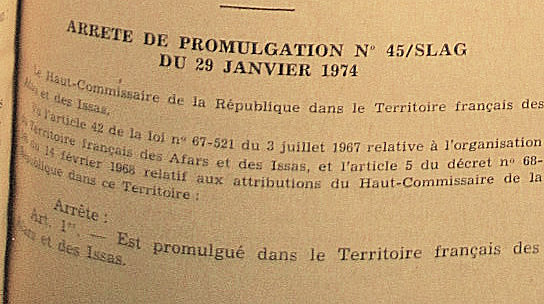 ARRETE DE PROMULGATION N° 45/SLAG
DU 29 JANVIER 1974
Le Haut-Commissaire de la République dans le Territoire français des
Afars et des Issas,
Vu l'article 42 de la loi n° 67-521 du 3 juillet 1967 relative à l'organisation
du Territoire français des Afars et des Issas, et l'article 5 du décret n° 68-
du 14 février 1968 relatif aux attributions du Haut-Commissaire de la
République dans ce Territoire :
Arrête :
Art. 1er. — Est promulgué dans le Territoire français des
Afars et des Issas.